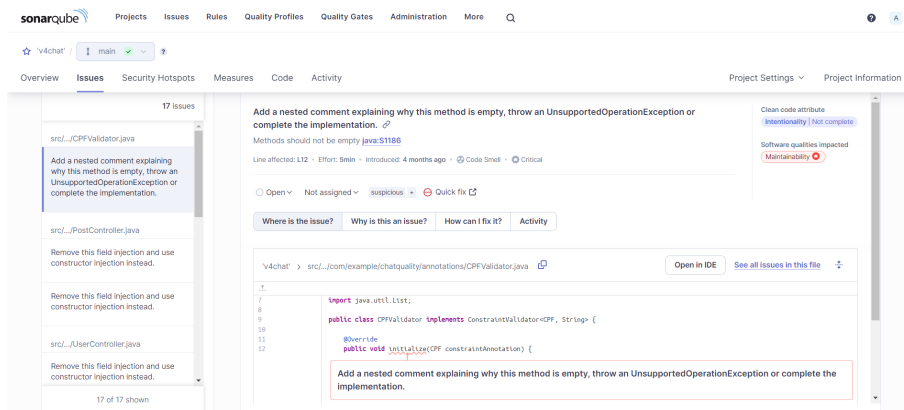 sonarqube Projects Issues Rules Quality Profiles Quality Gates Administration More ? A
'v4chat' / main ?
Overview Issues Security Hotspots Measures Code Activity Project Settings Project Information
17 issues
src/.../CPFValidator.java
Add a nested comment explaining
why this method is empty, throw an
UnsupportedOperationException or
complete the implementation.
src/.../PostController.java
Remove this field injection and use
constructor injection instead.
Remove this field injection and use
constructor injection instead.
src/.../UserController.java
Remove this field injection and use
constructor injection instead.
17 of 17 shown
Add a nested comment explaining why this method is empty, throw an UnsupportedOperationException or
complete the implementation.
Methods should not be empty java:S1186
Line affected: L12 • Effort: 5min • Introduced: 4 months ago • Code Smell • Critical
Open Not assigned suspicious + Quick fix
Clean code attribute
Intentionality | Not complete
Software qualities impacted
Maintainability
Where is the issue? Why is this an issue? How can I fix it? Activity
'v4chat' > src/.../com/example/chatquality/annotations/CPFValidator.java Open in IDE See all issues in this file
7 import java.util.List;
8
9 public class CPFValidator implements ConstraintValidator<CPF, String> {
10
11 @Override
12 public void initialize(CPF constraintAnnotation) {
Add a nested comment explaining why this method is empty, throw an UnsupportedOperationException or complete the
implementation.